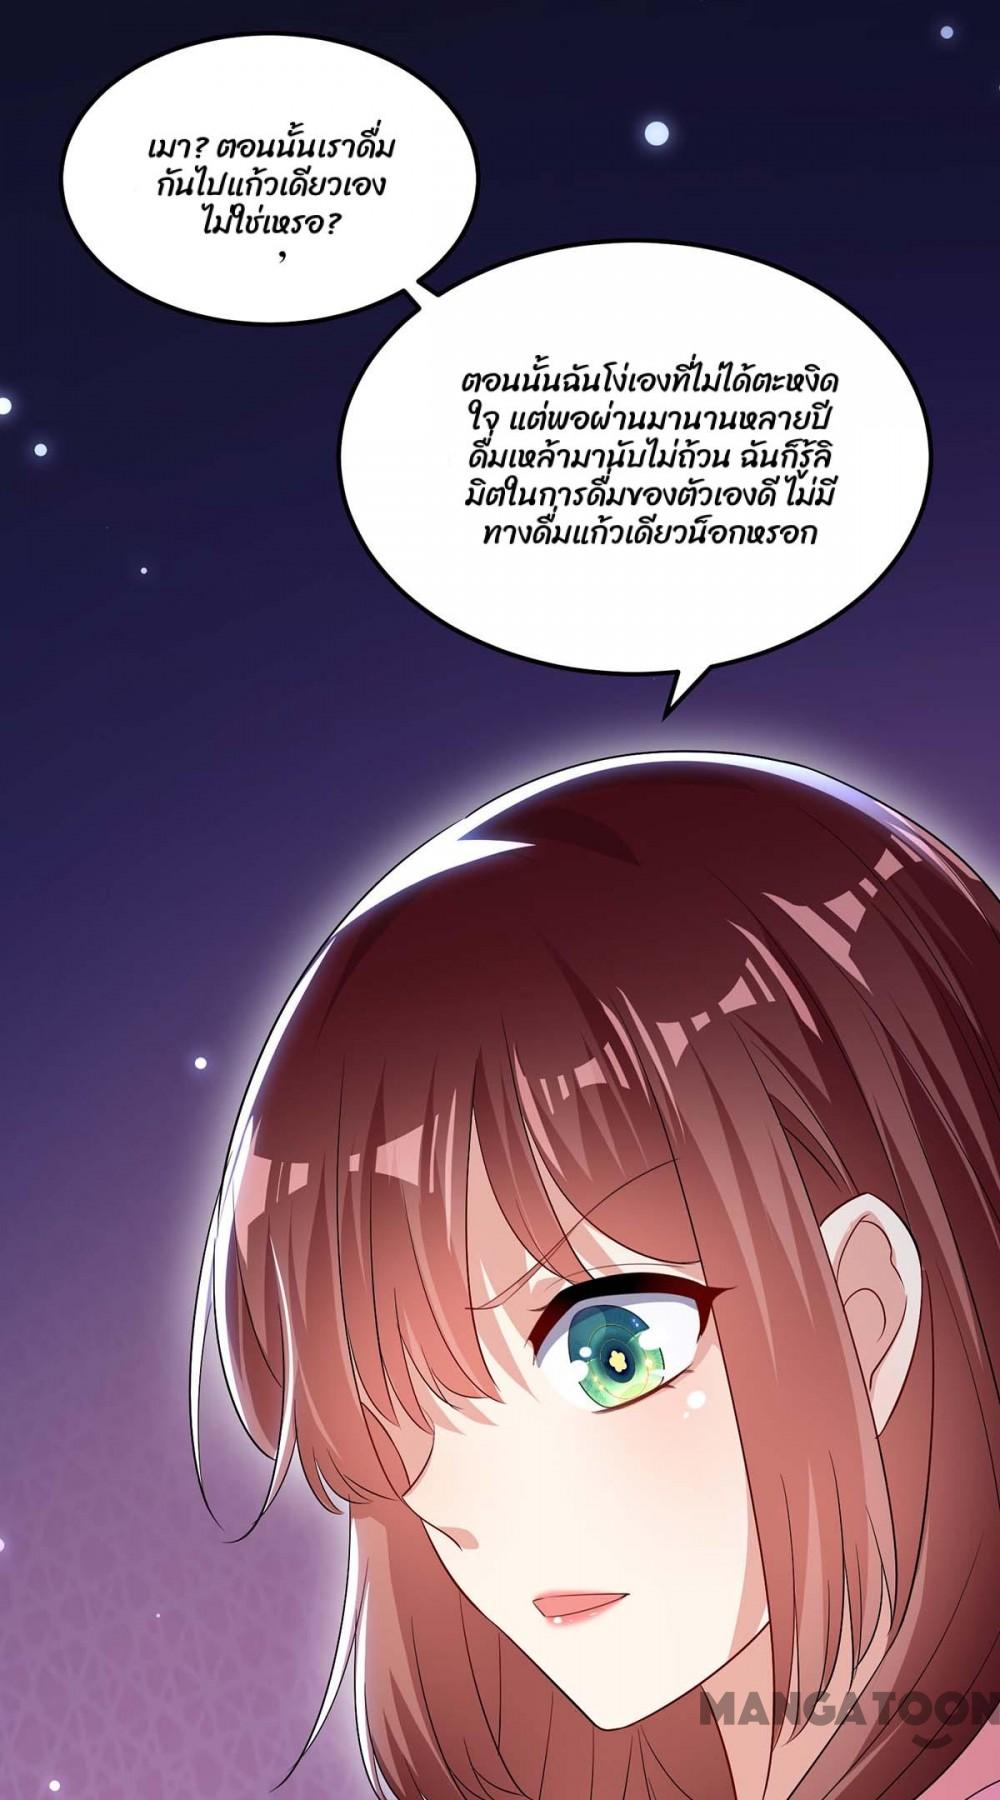 เมา? ตอนนั้นเราดื่ม
กันไปแก้วเดียวเอง
ไม่ใช่เหรอ?
,
ตอนนั้นฉันโง่เองที่ไม่ได้ตะหงิด
ใจ แต่พอผ่านมานานหลายปี
ดื่มเหล้ามานับไม่ถ้วน ฉันก็รู้ลิ
มิตในการดื่มของตัวเองดี ไม่มี
ทางดื่มแก้วเดียวน็อกหรอก
MANGATOON